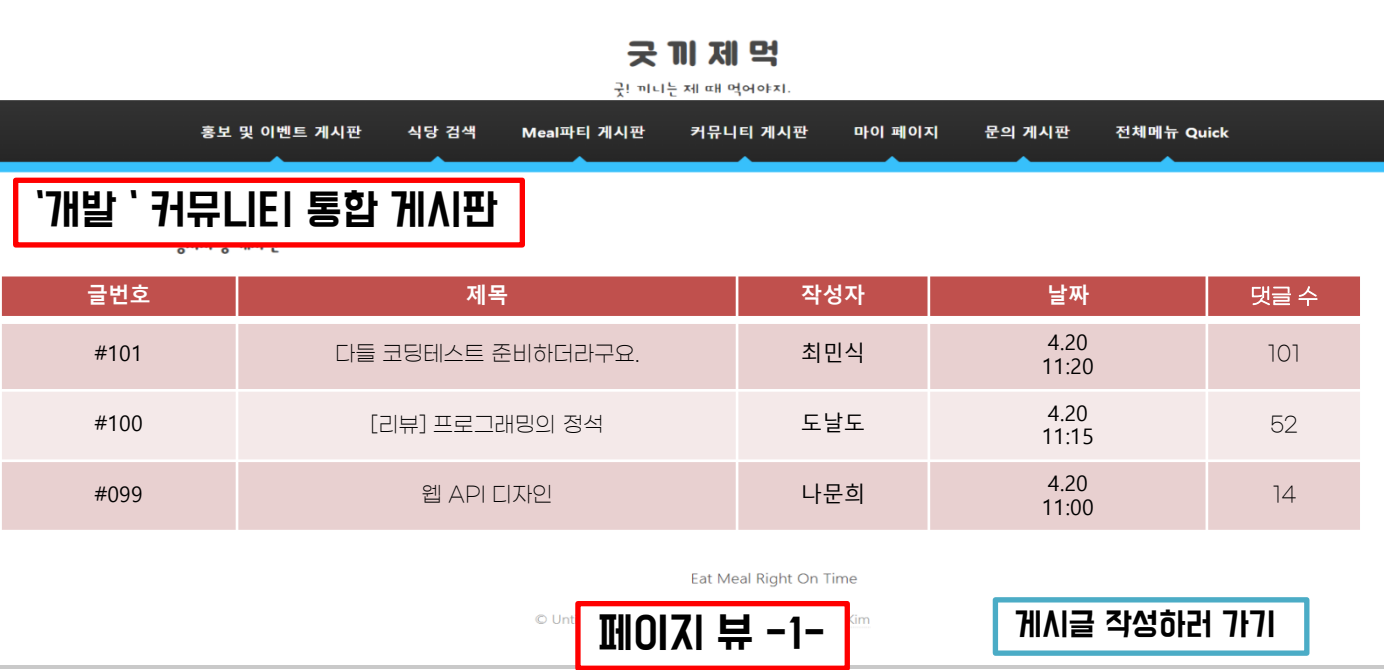 굿 끼 제 먹
굿! 끼니는 제 때 먹어야지.
홍보 및 이벤트 게시판 식당 검색 Meal파티 게시판 커뮤니티 게시판 마이 페이지 문의 게시판 전체메뉴 Quick
`개발 ` 커뮤니티 통합 게시판
글번호 제목 작성자 날짜 댓글 수
#101 다들 코딩테스트 준비하더라구요. 최민식 4.20 101
11:20
#100 [리뷰] 프로그래밍의 정석 도날도 4.20 52
11:15
#099 웹 API 디자인 나문희 4.20 14
11:00
Eat Meal Right On Time
©
페이지 뷰 -1-
게시글 작성하러 가기